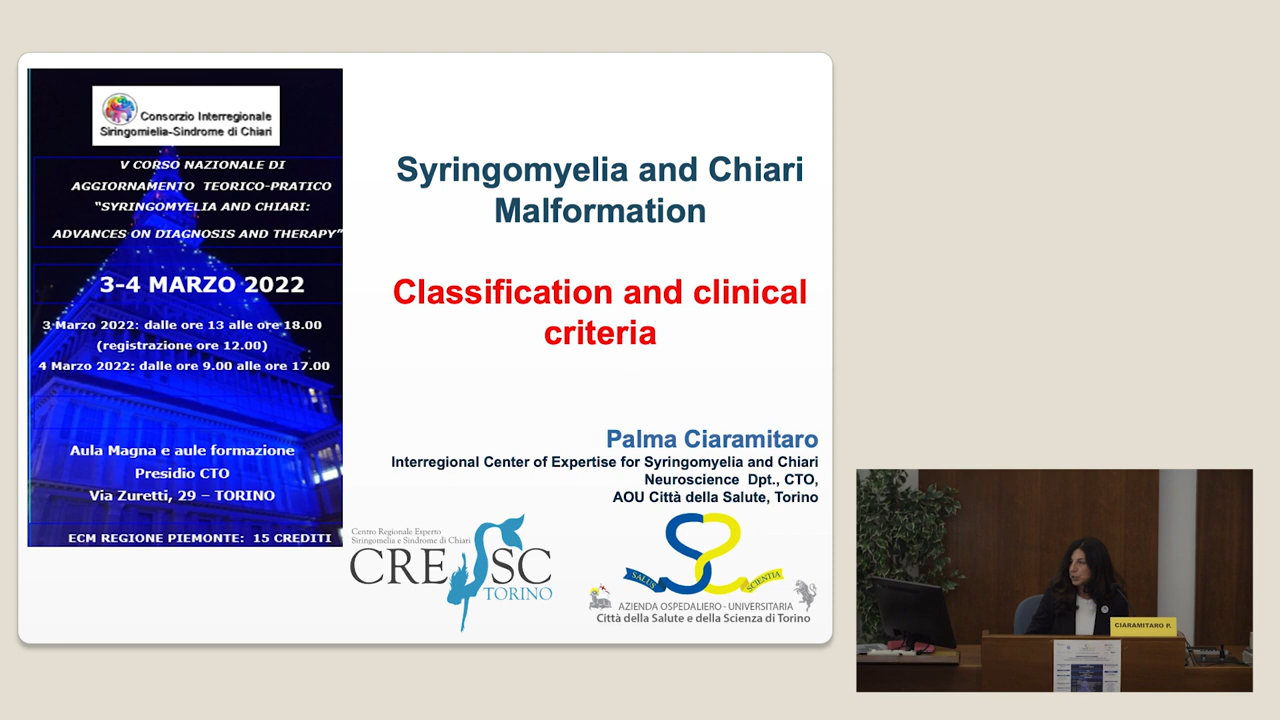 Consorzio Interregionale
Siringomielia-Sindrome di Chiari
V CORSO NAZIONALE DI
AGGIORNAMENTO TEORICO-PRATICO
“SYRINGOMYELIA AND CHIARI:
ADVANCES ON DIAGNOSIS AND THERAPY”
3-4 MARZO 2022
3 Marzo 2022: dalle ore 13 alle ore 18.00
(registrazione ore 12.00)
4 Marzo 2022: dalle ore 9.00 alle ore 17.00
Aula Magna e aule formazione
Presidio CTO
Via Zuretti, 29 – TORINO
ECM REGIONE PIEMONTE: 15 CREDITI
Syringomyelia and Chiari
Malformation
Classification and clinical
criteria
Palma Ciaramitaro
Interregional Center of Expertise for Syringomyelia and Chiari
Neuroscience Dpt., CTO,
AOU Città della Salute, Torino
Centro Regionale Esperto
Siringomelia e Sindrome di Chiari
CRESSC
TORINO
SALUS
SCIENTIA
AZIENDA OSPEDALIERO - UNIVERSITARIA
Città della Salute e della Scienza di Torino
CIARAMITARO P.